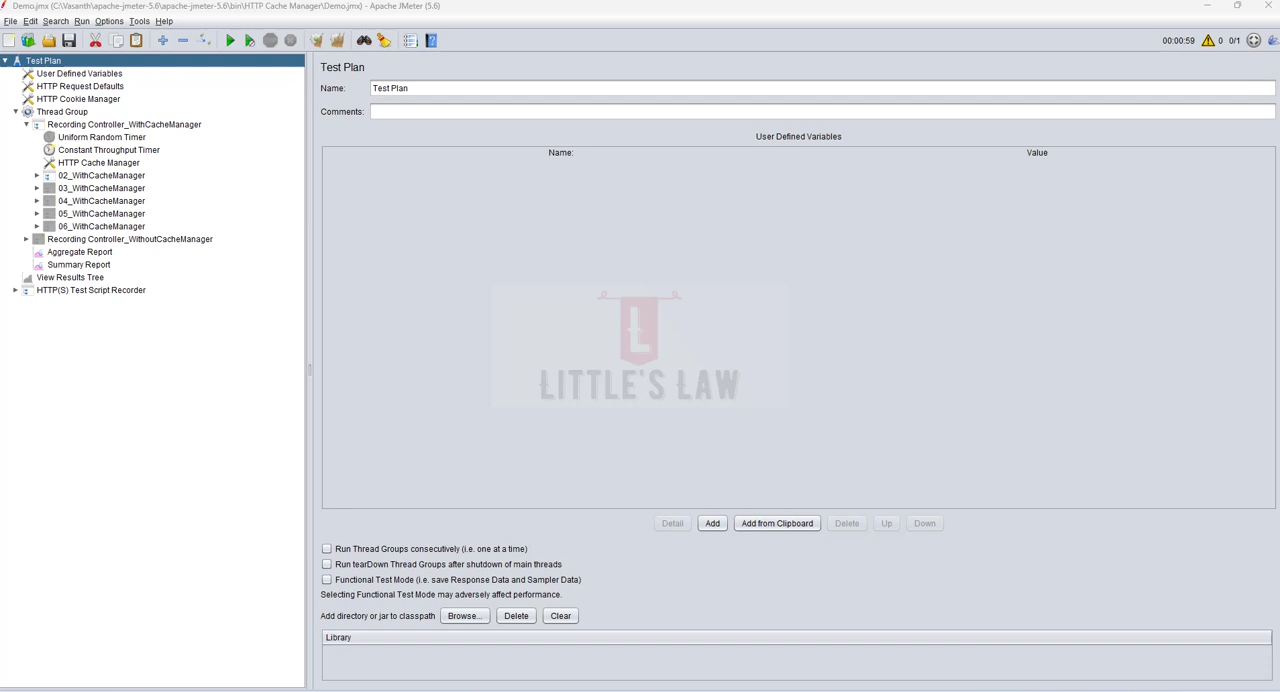 Demo.jmx (C:\Vasanth\apache-jmeter-5.6\apache-jmeter-5.6\bin\HTTP Cache Manager\Demo.jmx) - Apache JMeter (5.6)
File Edit Search Run Options Tools Help
00:00:59 0 0/1
Test Plan
User Defined Variables
HTTP Request Defaults
HTTP Cookie Manager
Thread Group
Recording Controller_WithCacheManager
Uniform Random Timer
Constant Throughput Timer
HTTP Cache Manager
02_WithCacheManager
03_WithCacheManager
04_WithCacheManager
05_WithCacheManager
06_WithCacheManager
Recording Controller_WithoutCacheManager
Aggregate Report
Summary Report
View Results Tree
HTTP(S) Test Script Recorder
Test Plan
Name: Test Plan
Comments:
User Defined Variables
Name: Value
L
LITTLE'S LAW
Detail Add Add from Clipboard Delete Up Down
Run Thread Groups consecutively (i.e. one at a time)
Run tearDown Thread Groups after shutdown of main threads
Functional Test Mode (i.e. save Response Data and Sampler Data)
Selecting Functional Test Mode may adversely affect performance.
Add directory or jar to classpath Browse... Delete Clear
Library